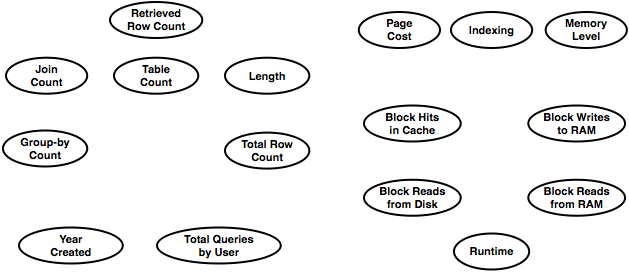 Retrieved
Row Count
Page
Cost
Indexing
Memory
Level
Join
Count
Table
Count
Length
Block Hits
in Cache
Block Writes
to RAM
Group-by
Count
Total Row
Count
Block Reads
from Disk
Block Reads
from RAM
Year
Created
Total Queries
by User
Runtime